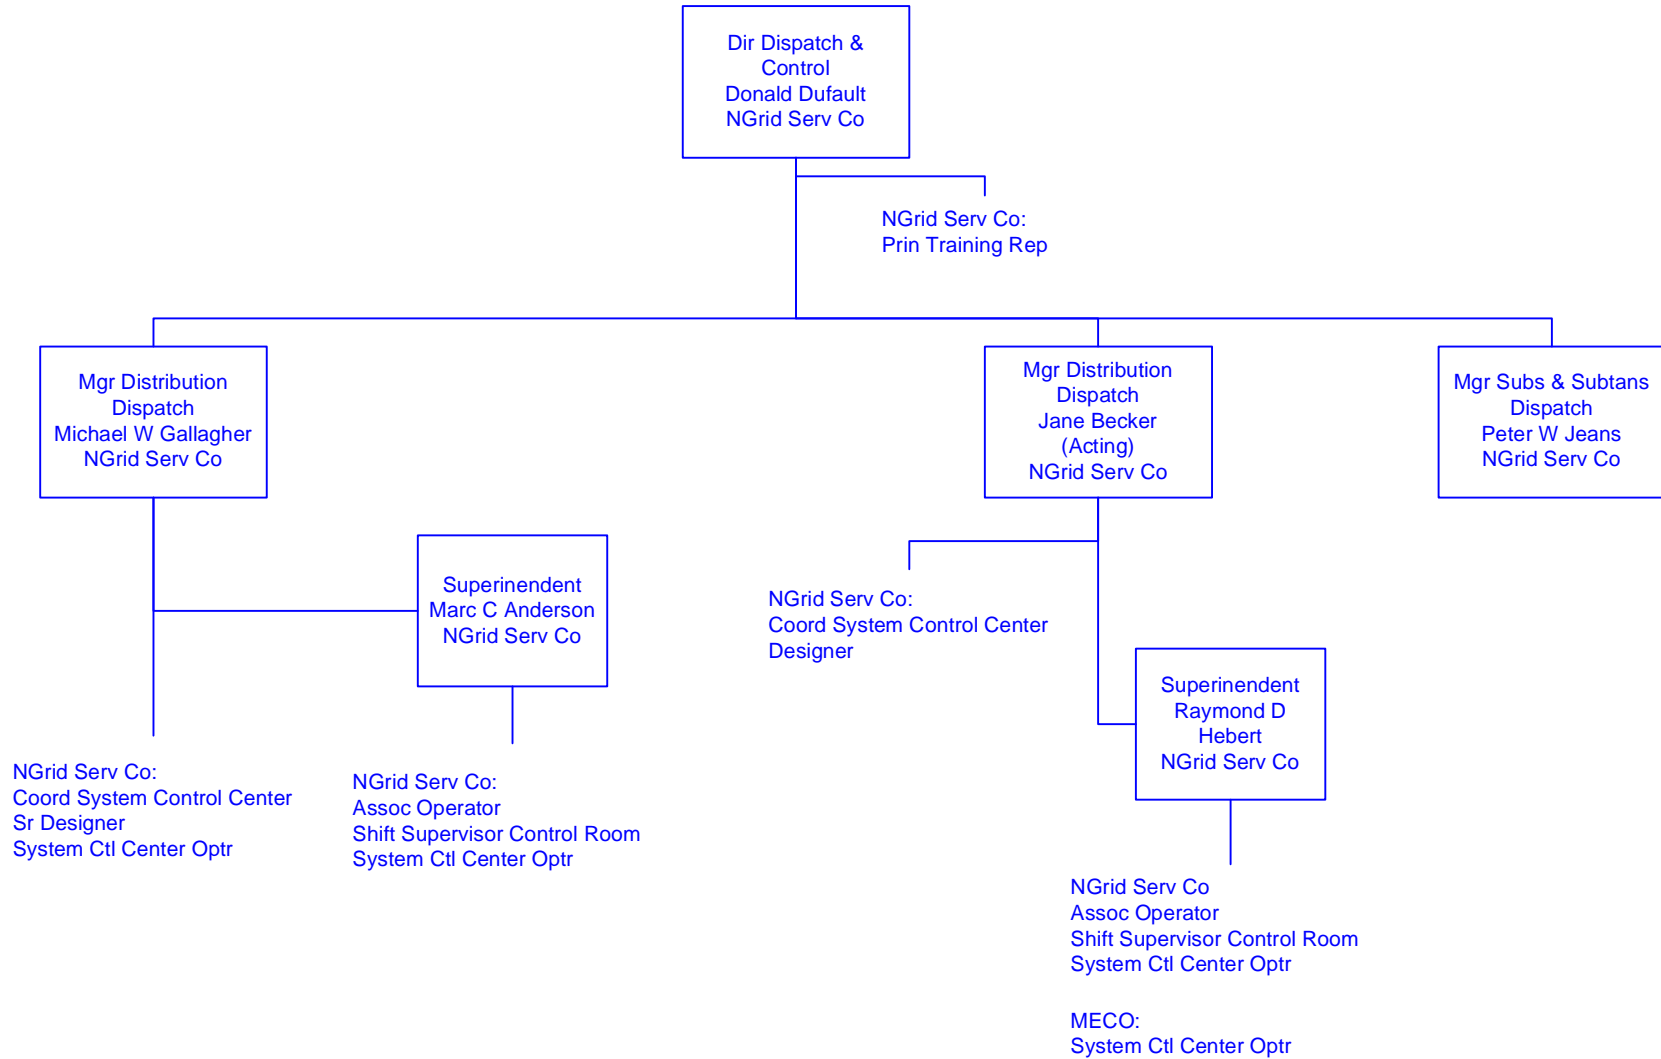 Dir Dispatch &
Control
Donald Dufault
NGrid Serv Co
NGrid Serv Co:
Prin Training Rep
Mgr Distribution
Dispatch
Michael W Gallagher
NGrid Serv Co
Mgr Distribution
Dispatch
Jane Becker
(Acting)
NGrid Serv Co
Mgr Subs & Subtans
Dispatch
Peter W Jeans
NGrid Serv Co
Superinendent
Marc C Anderson
NGrid Serv Co
NGrid Serv Co:
Coord System Control Center
Designer
Superinendent
Raymond D
Hebert
NGrid Serv Co
NGrid Serv Co:
Coord System Control Center
Sr Designer
System Ctl Center Optr
NGrid Serv Co:
Assoc Operator
Shift Supervisor Control Room
System Ctl Center Optr
NGrid Serv Co
Assoc Operator
Shift Supervisor Control Room
System Ctl Center Optr
MECO:
System Ctl Center Optr